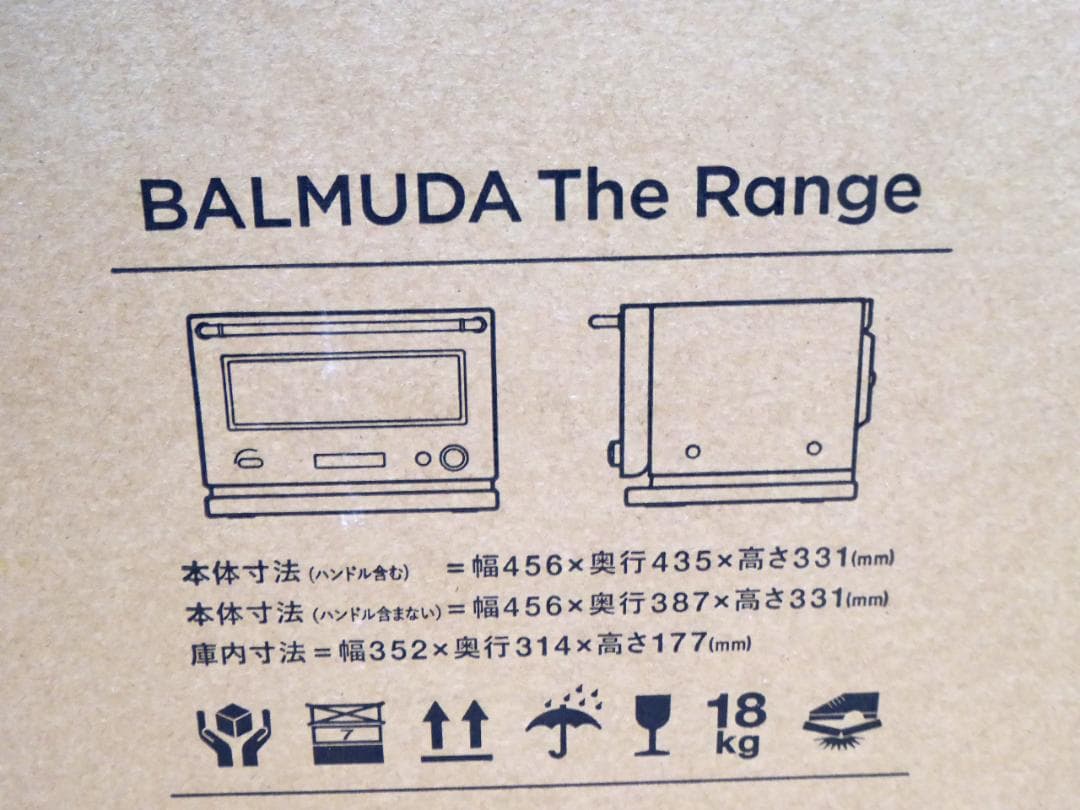 BALMUDA The Range
本体寸法(ハンドル含む) =幅456×奥行435×高さ331(mm)
本体寸法(ハンドル含まない)=幅456×奥行387×高さ331(mm)
庫内寸法=幅352×奥行314×高さ177(mm)
7
18
kg